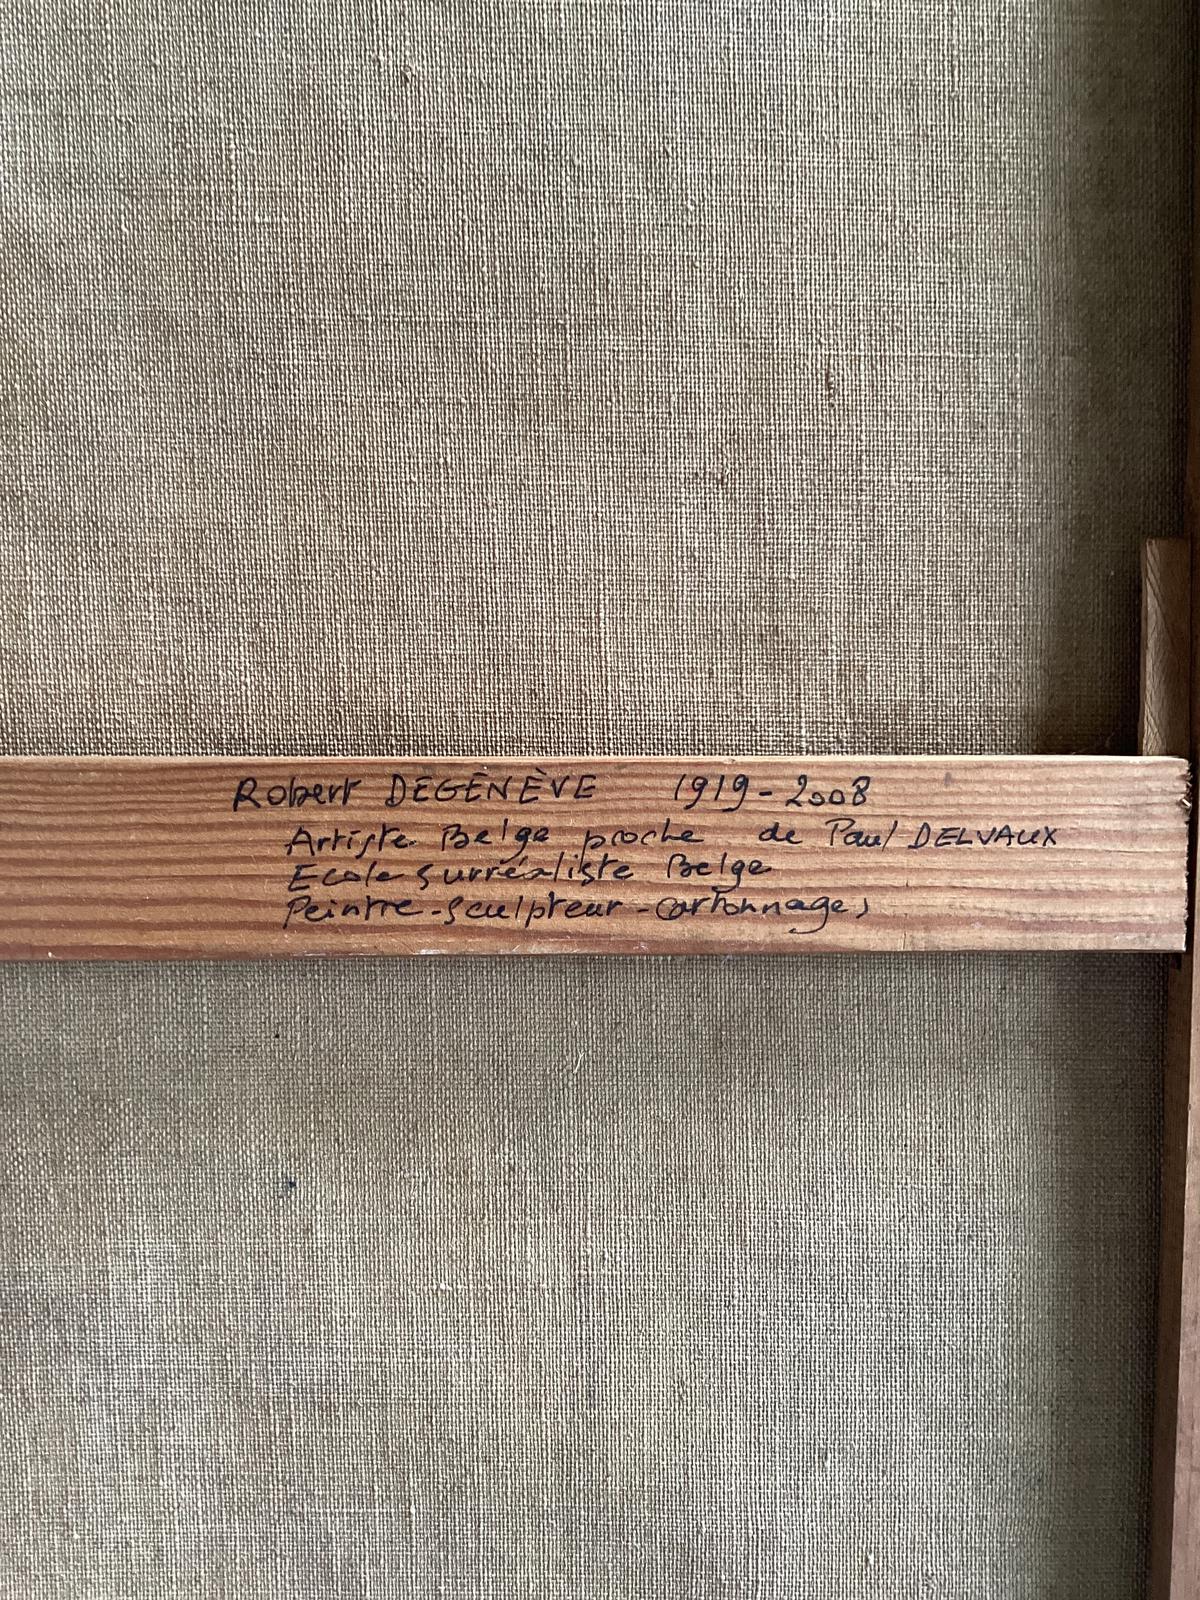 Robert DEGENÈVE 1919-2008
Artiste Belge proche de Paul DELVAUX
Ecole Surréaliste Belge
Peintre-Sculpteur-Cartonnages